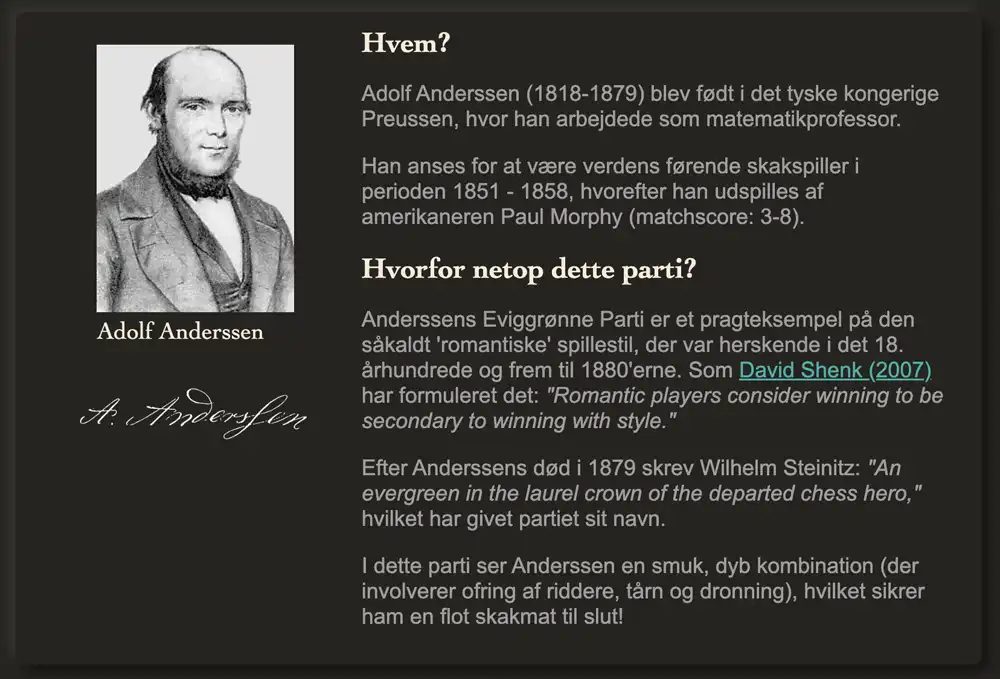 Adolf Anderssen
A. Anderssen
Hvem?
Adolf Anderssen (1818-1879) blev født i det tyske kongerige
Preussen, hvor han arbejdede som matematikprofessor.
Han anses for at være verdens førende skakspiller i
perioden 1851 - 1858, hvorefter han udspilles af
amerikaneren Paul Morphy (matchscore: 3-8).
Hvorfor netop dette parti?
Anderssens Eviggrønne Parti er et pragteksempel på den
såkaldt 'romantiske' spillestil, der var herskende i det 18.
århundrede og frem til 1880'erne. Som David Shenk (2007)
har formuleret det: "Romantic players consider winning to be
secondary to winning with style."
Efter Anderssens død i 1879 skrev Wilhelm Steinitz: "An
evergreen in the laurel crown of the departed chess hero,"
hvilket har givet partiet sit navn.
I dette parti ser Anderssen en smuk, dyb kombination (der
involverer ofring af riddere, tårn og dronning), hvilket sikrer
ham en flot skakmat til slut!